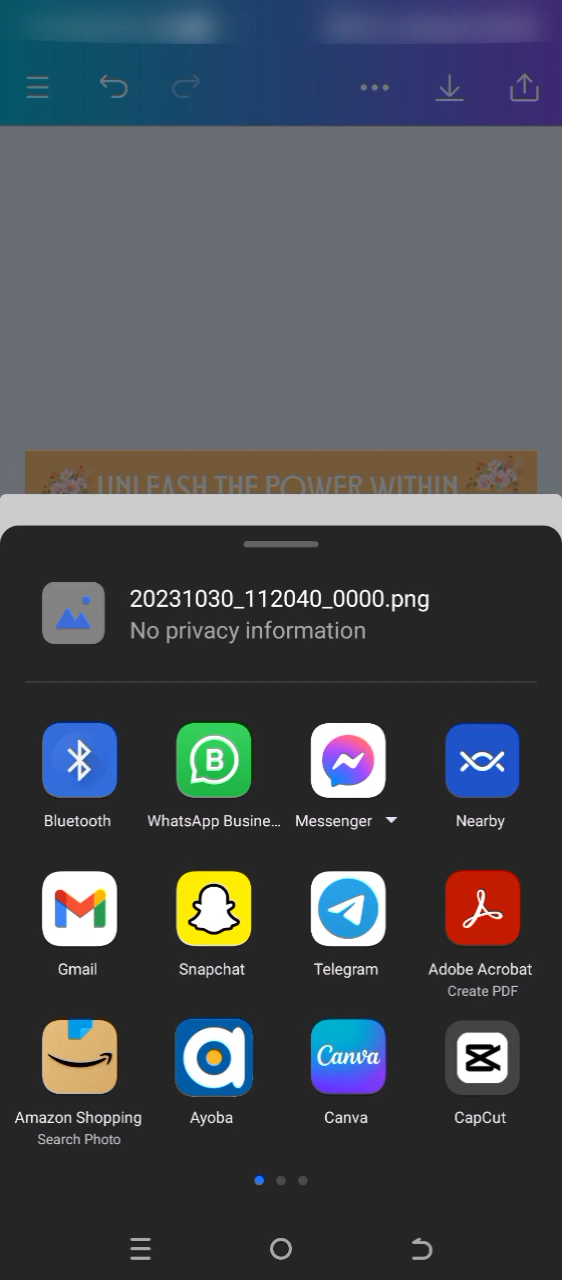 UNLEASH THE POWER WITHIN
20231030_112040_0000.png
No privacy information
Bluetooth
WhatsApp Busine...
Messenger
Nearby
Gmail
Snapchat
Telegram
Adobe Acrobat
Create PDF
Canva
Amazon Shopping
Search Photo
Ayoba
Canva
CapCut